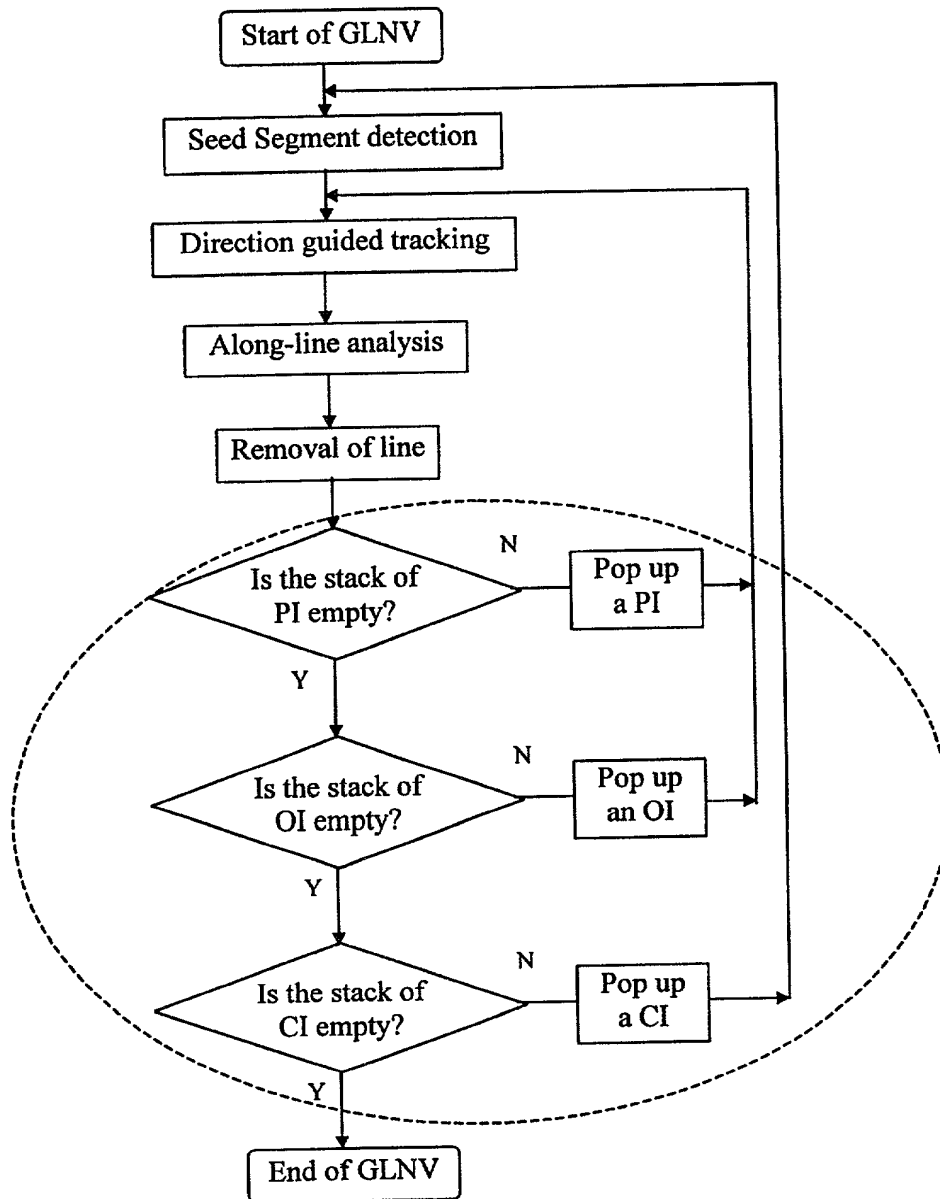 Start of GLNV
Seed Segment detection
Direction guided tracking
Along-line analysis
Removal of line
Is the stack of
PI empty?
N
Pop up
a PI
Y
Is the stack of
OI empty?
N
Pop up
an OI
Y
Is the stack of
CI empty?
N
Pop up
a CI
Y
End of GLNV